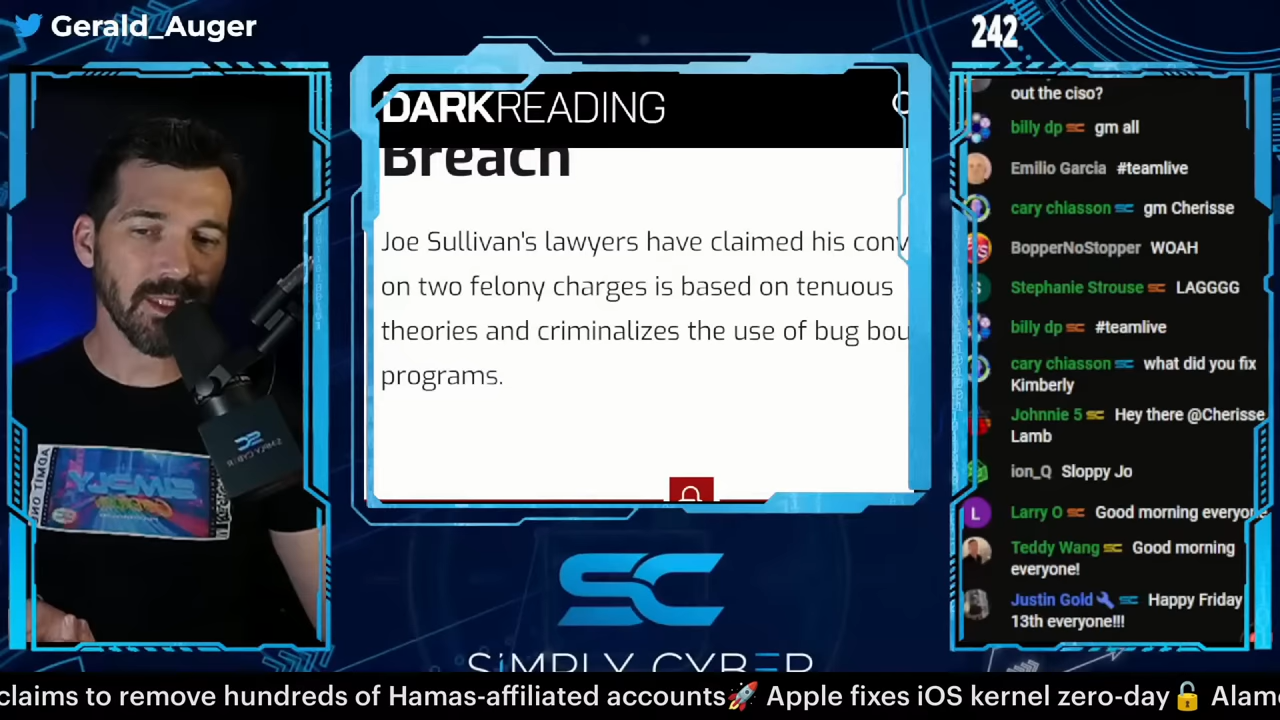 Gerald_Auger
242
DARKREADING
Breach
Joe Sullivan's lawyers have claimed his conv
on two felony charges is based on tenuous
theories and criminalizes the use of bug bou
programs.
out the ciso?
billy dp gm all
Emilio Garcia #teamlive
cary chiasson gm Cherisse
BopperNoStopper WOAH
Stephanie Strouse LAGGGG
billy dp #teamlive
cary chiasson what did you fix
Kimberly
Johnnie 5 Hey there @Cherisse
Lamb
ion_Q Sloppy Jo
Larry O Good morning everyone
Teddy Wang Good morning
everyone!
Justin Gold🔧 Happy Friday
13th everyone!!!
S
L
SC
SIMPLY CYBER
claims to remove hundreds of Hamas-affiliated accounts🚀 Apple fixes iOS kernel zero-day🔓 Alam